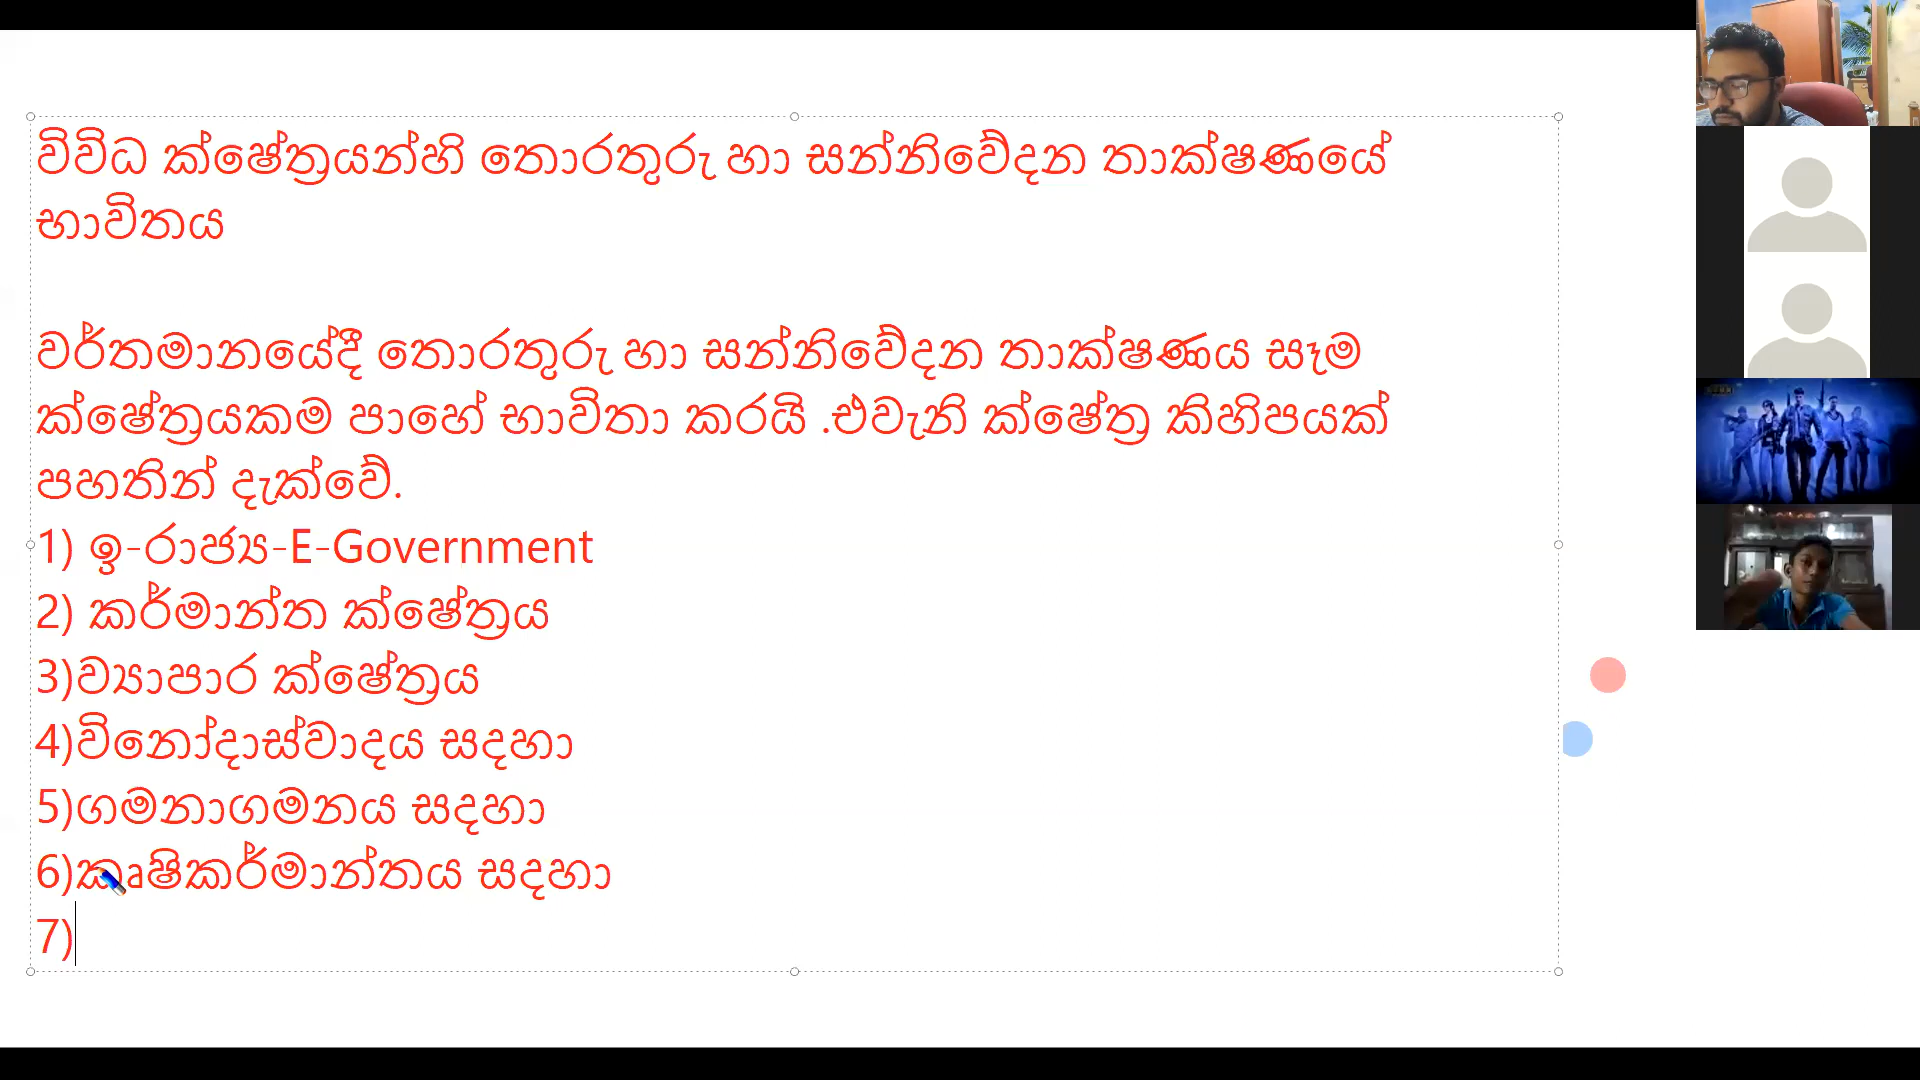 විවිධ ක්ෂේත්‍රයන්හි තොරතුරු හා සන්නිවේදන තාක්ෂණයේ
භාවිතය
වර්තමානයේදී තොරතුරු හා සන්නිවේදන තාක්ෂණය සෑම
ක්ෂේත්‍රයකම පාහේ භාවිතා කරයි .එවැනි ක්ෂේත්‍ර කිහිපයක්
පහතින් දැක්වේ.
1) ඉ-රාජ්‍ය-E-Government
2) කර්මාන්ත ක්ෂේත්‍රය
3)ව්‍යාපාර ක්ෂේත්‍රය
4)විනෝදාස්වාදය සදහා
5)ගමනාගමනය සදහා
6)කෘෂිකර්මාන්තය සදහා
7)